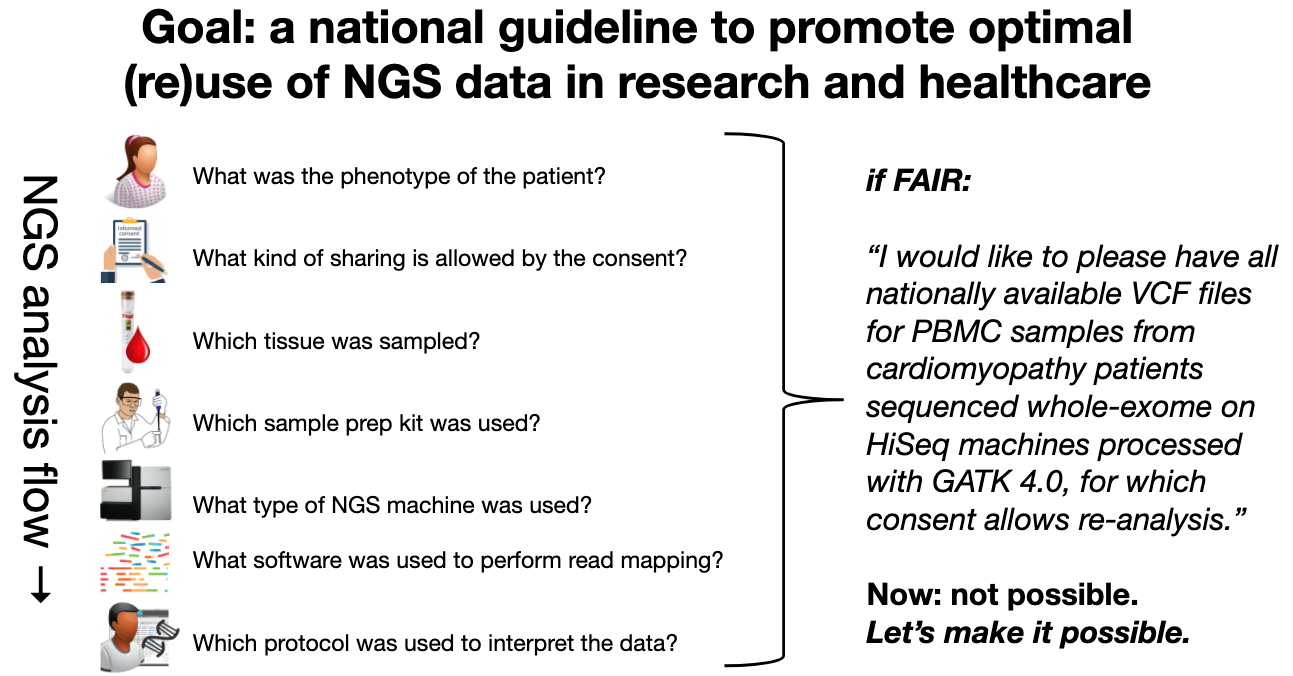 Goal: a national guideline to promote optimal
(re)use of NGS data in research and healthcare
NGS analysis flow →
What was the phenotype of the patient?
Informed
consent
What kind of sharing is allowed by the consent?
Which tissue was sampled?
Which sample prep kit was used?
What type of NGS machine was used?
What software was used to perform read mapping?
Which protocol was used to interpret the data?
if FAIR:
“I would like to please have all
nationally available VCF files
for PBMC samples from
cardiomyopathy patients
sequenced whole-exome on
HiSeq machines processed
with GATK 4.0, for which
consent allows re-analysis.”
Now: not possible.
Let’s make it possible.